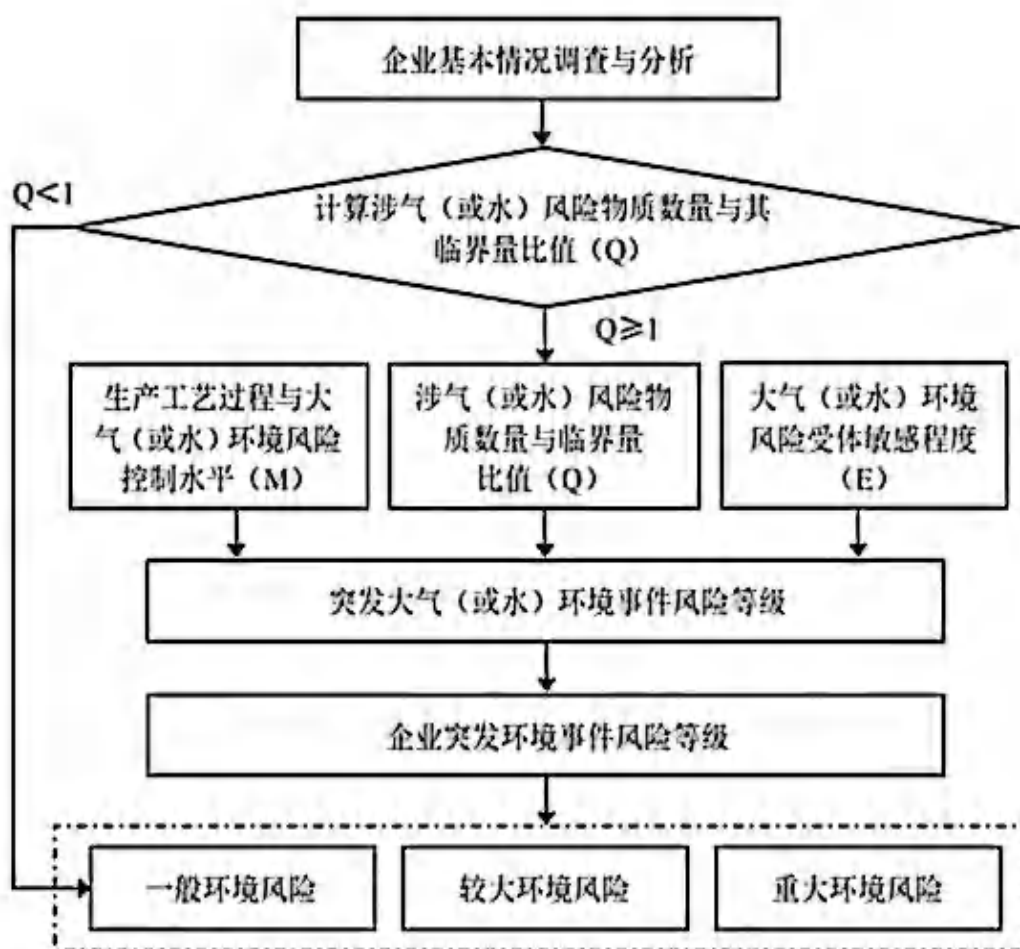 企业基本情况调查与分析
Q<1
计算涉气（或水）风险物质数量与其
临界量比值（Q）
Q≥1
生产工艺过程与大
气（或水）环境风险
控制水平（M）
涉气（或水）风险物
质数量与临界量
比值（Q）
大气（或水）环境
风险受体敏感程度
（E）
突发大气（或水）环境事件风险等级
企业突发环境事件风险等级
一般环境风险
较大环境风险
重大环境风险